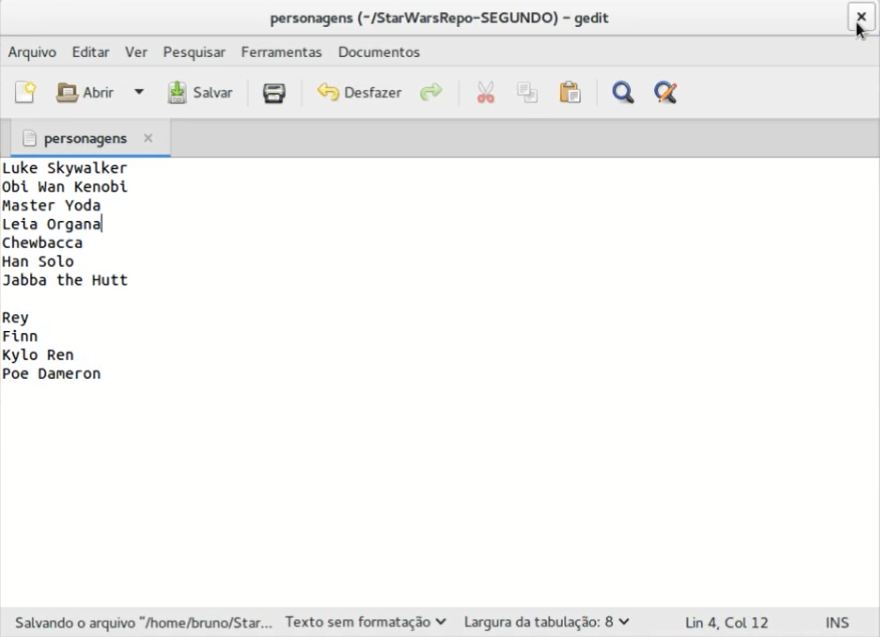 personagens (~/StarWarsRepo-SEGUNDO) – gedit
Arquivo Editar Ver Pesquisar Ferramentas Documentos
Abrir Salvar Desfazer
personagens
Luke Skywalker
Obi Wan Kenobi
Master Yoda
Leia Organa
Chewbacca
Han Solo
Jabba the Hutt
Rey
Finn
Kylo Ren
Poe Dameron
Salvando o arquivo "/home/bruno/Star... Texto sem formatação Largura da tabulação: 8 Lin 4, Col 12 INS